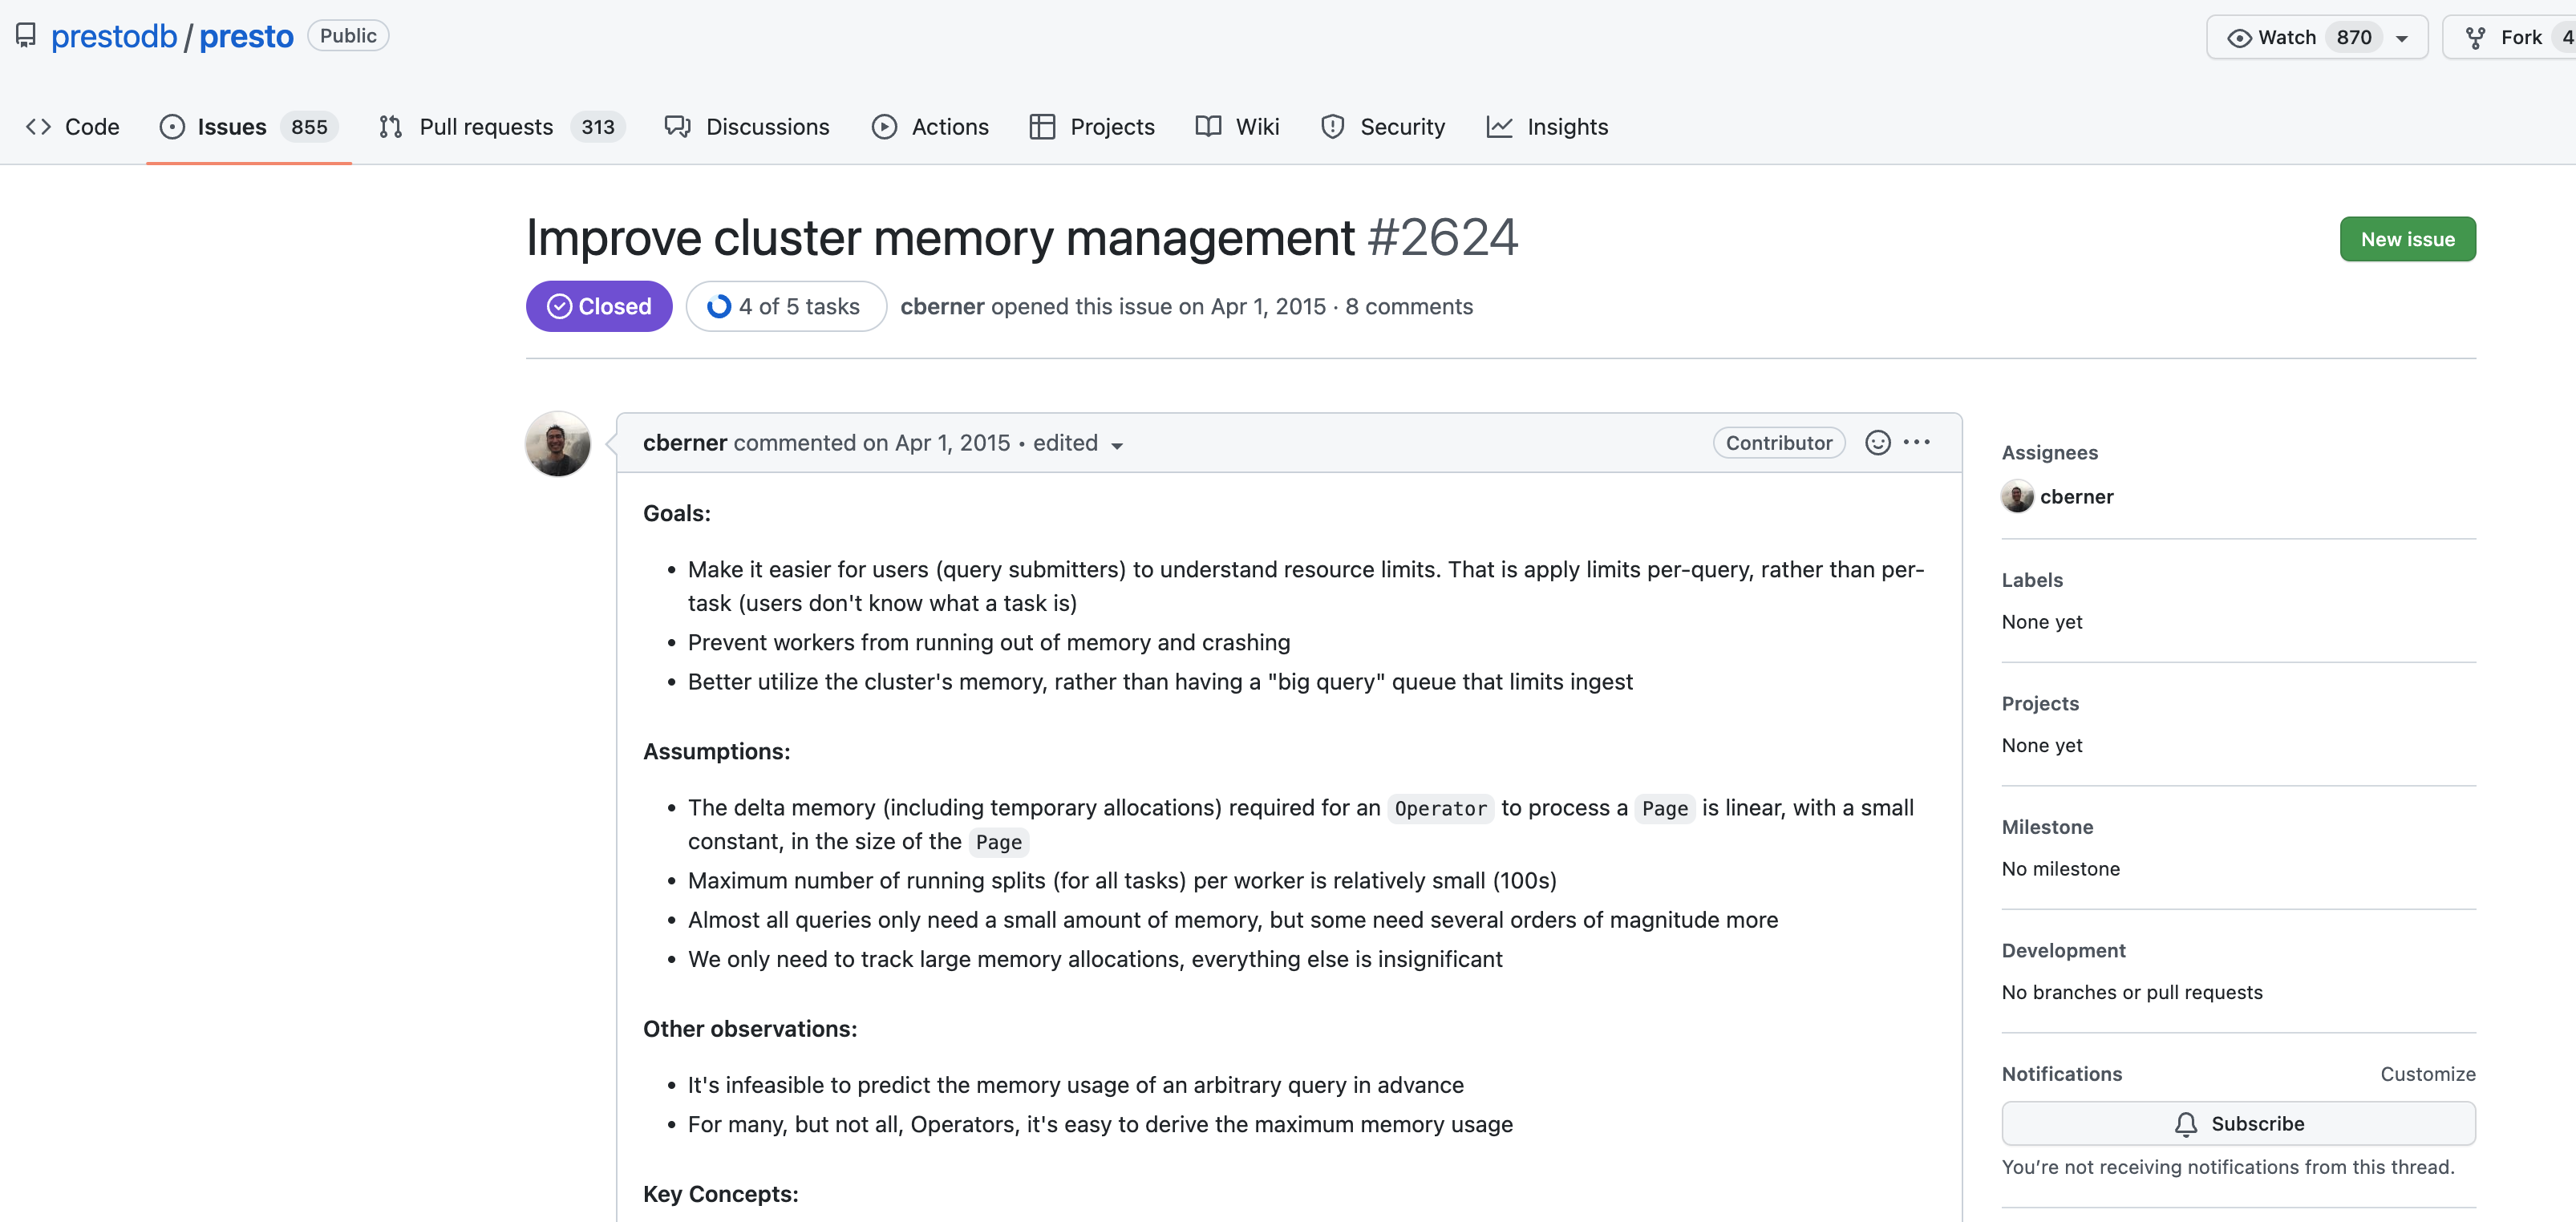 prestodb / presto Public
Watch 870
Fork 4
Code
Issues 855
Pull requests 313
Discussions
Actions
Projects
Wiki
Security
Insights
Improve cluster memory management #2624
New issue
Closed
4 of 5 tasks
cberner opened this issue on Apr 1, 2015 · 8 comments
cberner commented on Apr 1, 2015 • edited
Contributor
Goals:
• Make it easier for users (query submitters) to understand resource limits. That is apply limits per-query, rather than per-
task (users don't know what a task is)
• Prevent workers from running out of memory and crashing
• Better utilize the cluster's memory, rather than having a "big query" queue that limits ingest
Assumptions:
• The delta memory (including temporary allocations) required for an Operator to process a Page is linear, with a small
constant, in the size of the Page
• Maximum number of running splits (for all tasks) per worker is relatively small (100s)
• Almost all queries only need a small amount of memory, but some need several orders of magnitude more
• We only need to track large memory allocations, everything else is insignificant
Other observations:
• It's infeasible to predict the memory usage of an arbitrary query in advance
• For many, but not all, Operators, it's easy to derive the maximum memory usage
Key Concepts:
Assignees
cberner
Labels
None yet
Projects
None yet
Milestone
No milestone
Development
No branches or pull requests
Notifications
Customize
Subscribe
You’re not receiving notifications from this thread.